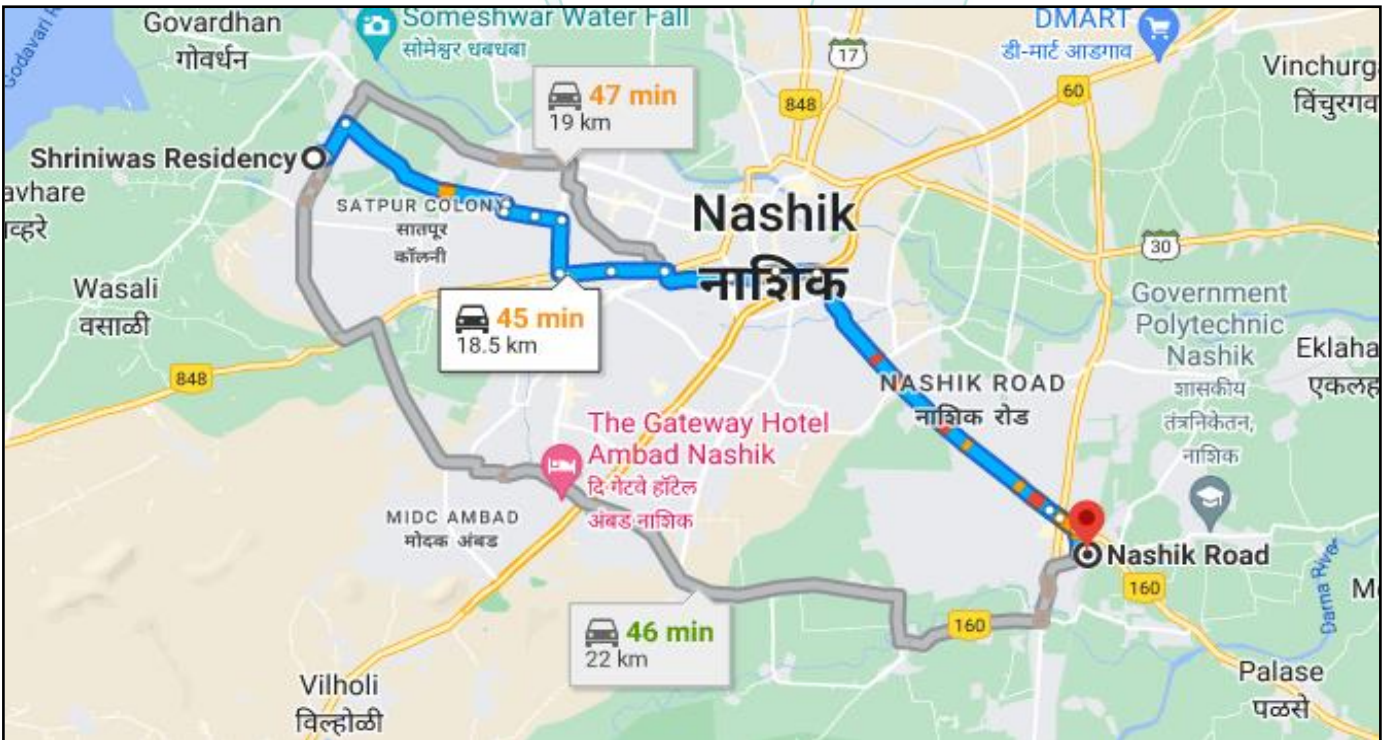 Govardhan
गोवर्धन
Someshwar Water Fall
सोमेश्वर धबधबा
DMART
डी-मार्ट आडगाव
17
47 min
19 km
848
60
Vinchurga
विंचुरगव
Godavari R
Shriniwas Residency
avhare
व्हरे
SATPUR COLONY
सातपूर
कॉलनी
Nashik
नाशिक
30
Wasali
वसाळी
45 min
18.5 km
Government
Polytechnic
Nashik
शासकीय
तंत्रनिकेतन,
नाशिक
Eklaha
एकलह
848
NASHIK ROAD
नाशिक रोड
The Gateway Hotel
Ambad Nashik
दि गेटवे हॉटेल
अंबड नाशिक
MIDC AMBAD
मोदक अंबड
Nashik Road
160
160
46 min
22 km
Darna River
Vilholi
विल्होळी
Palase
पळसे